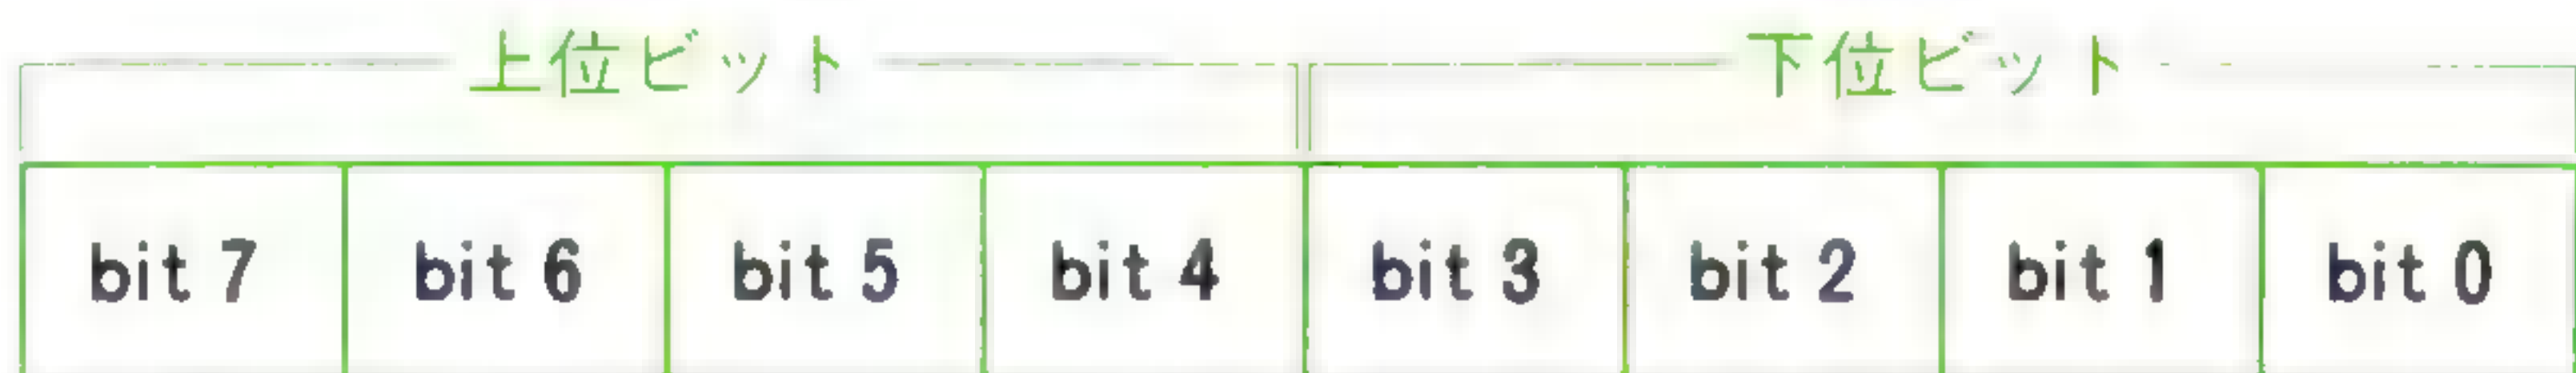 上位ビット 下位ビット
bit 7 bit 6 bit 5 bit 4 bit 3 bit 2 bit 1 bit 0